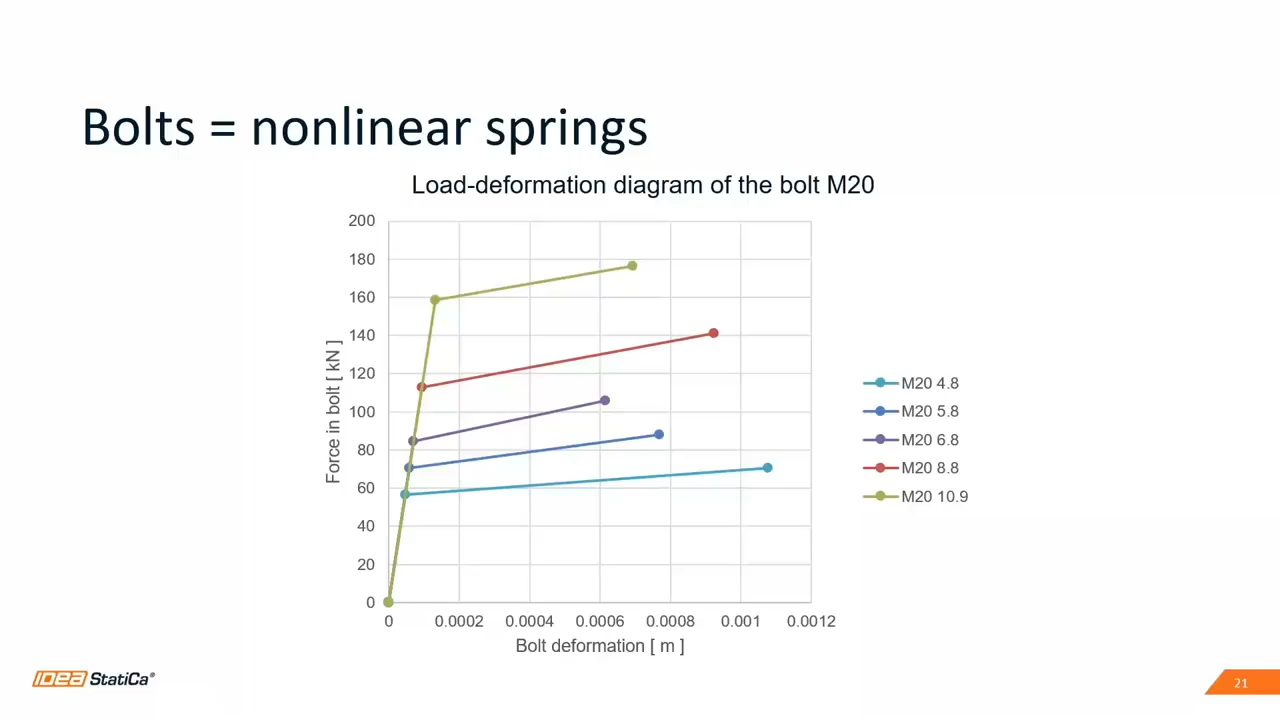 Bolts = nonlinear springs
Load-deformation diagram of the bolt M20
200
180
160
140
120
100
80
60
40
20
0
Force in bolt [ kN ]
0 0.0002 0.0004 0.0006 0.0008 0.001 0.0012
Bolt deformation [ m ]
M20 4.8
M20 5.8
M20 6.8
M20 8.8
M20 10.9
IDEA StatiCa®
21